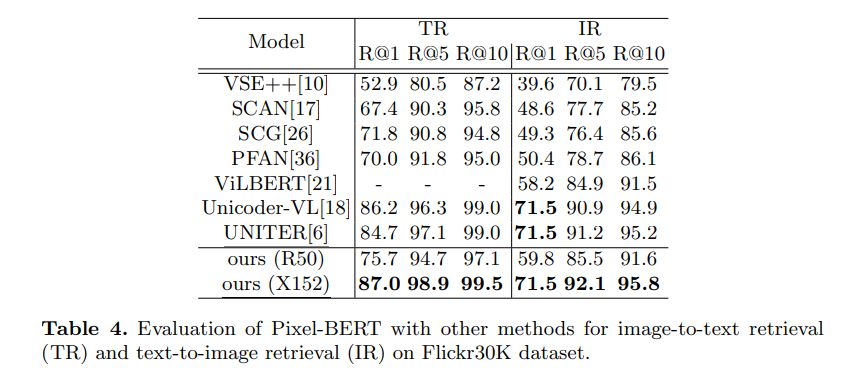 Model TR IR
R@1 R@5 R@10 R@1 R@5 R@10
VSE++[10] 52.9 80.5 87.2 39.6 70.1 79.5
SCAN[17] 67.4 90.3 95.8 48.6 77.7 85.2
SCG[26] 71.8 90.8 94.8 49.3 76.4 85.6
PFAN[36] 70.0 91.8 95.0 50.4 78.7 86.1
ViLBERT[21] - - - 58.2 84.9 91.5
Unicoder-VL[18] 86.2 96.3 99.0 71.5 90.9 94.9
UNITER[6] 84.7 97.1 99.0 71.5 91.2 95.2
ours (R50) 75.7 94.7 97.1 59.8 85.5 91.6
ours (X152) 87.0 98.9 99.5 71.5 92.1 95.8
Table 4. Evaluation of Pixel-BERT with other methods for image-to-text retrieval
(TR) and text-to-image retrieval (IR) on Flickr30K dataset.